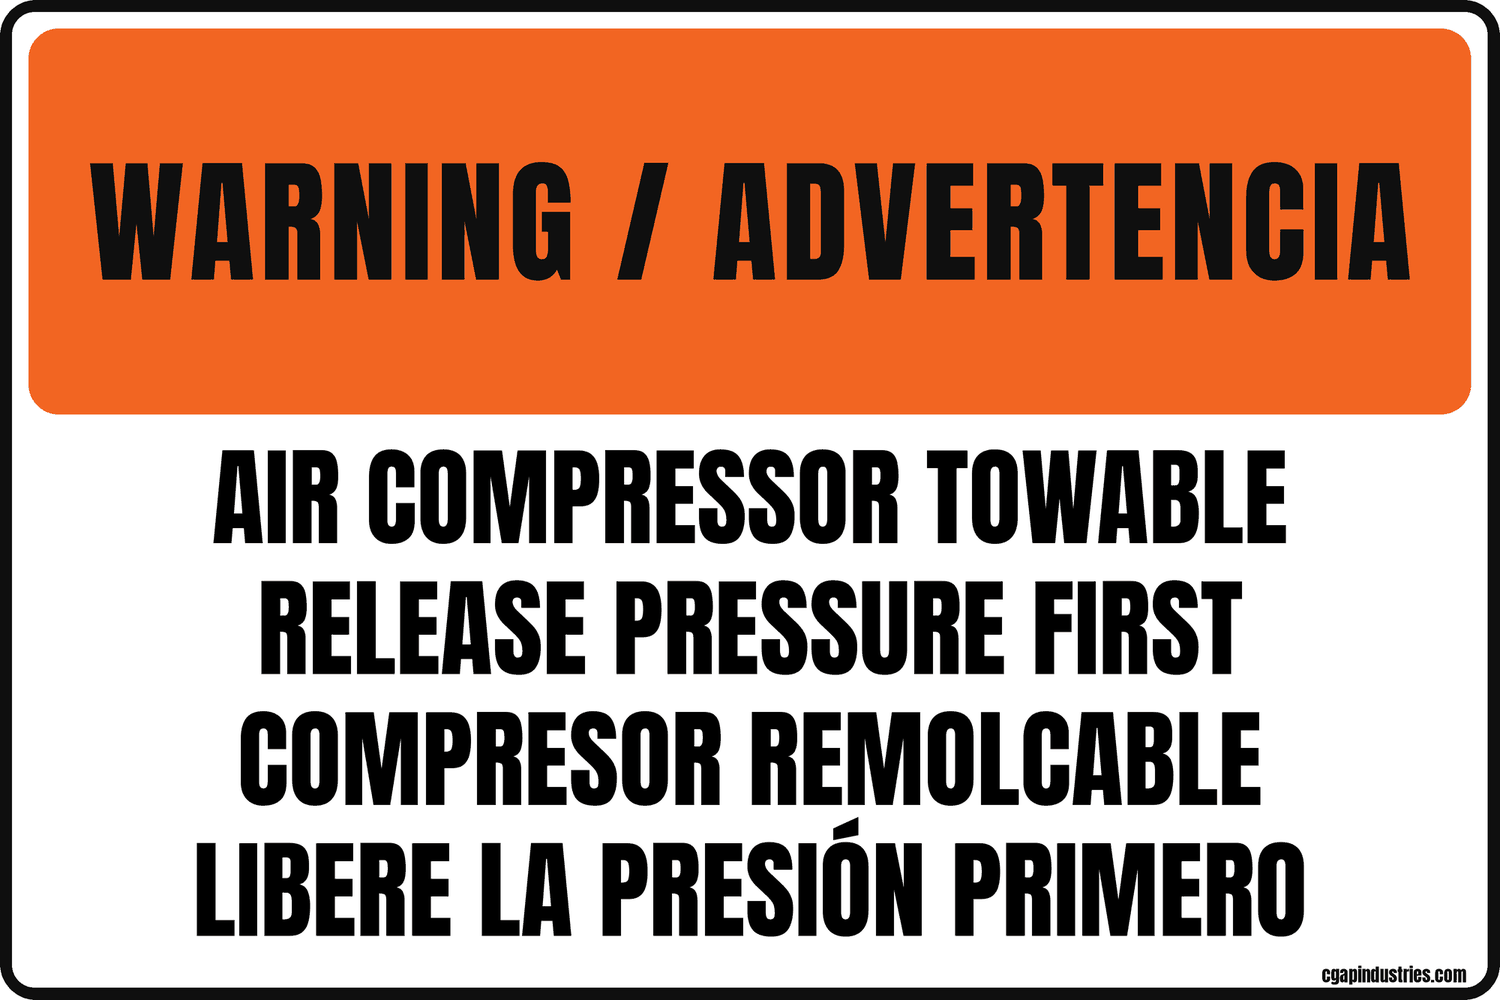 WARNING / ADVERTENCIA
AIR COMPRESSOR TOWABLE
RELEASE PRESSURE FIRST
COMPRESOR REMOLCABLE
LIBERE LA PRESIÓN PRIMERO
cgapindustries.com